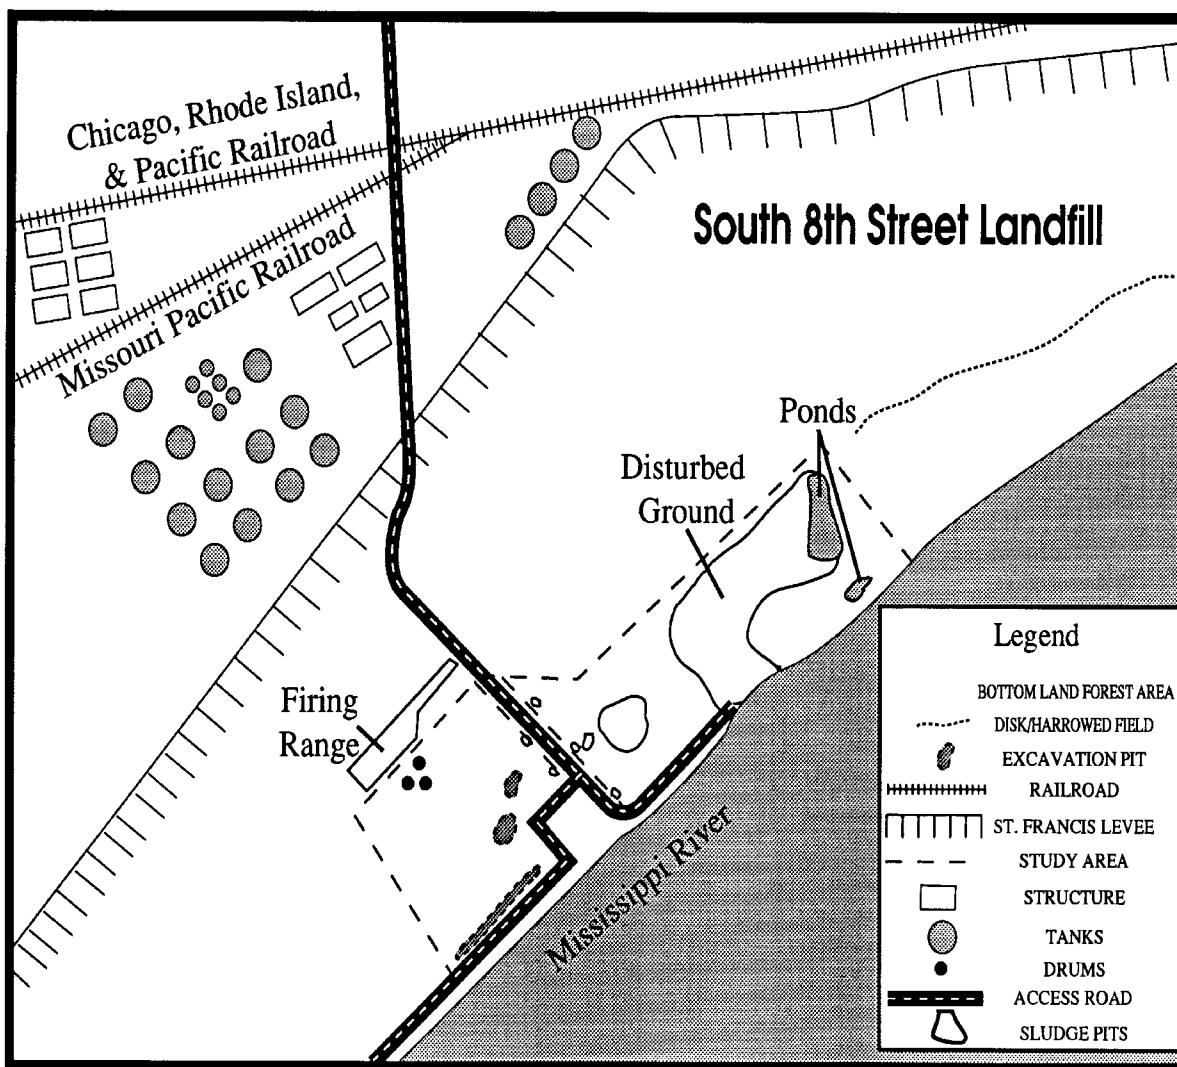 Chicago, Rhode Island,
& Pacific Railroad
Missouri Pacific Railroad
South 8th Street Landfill
Ponds
Disturbed
Ground
Firing
Range
Mississippi River
Legend
BOTTOM LAND FOREST AREA
DISK/HARROWED FIELD
EXCAVATION PIT
RAILROAD
ST. FRANCIS LEVEE
STUDY AREA
STRUCTURE
TANKS
DRUMS
ACCESS ROAD
SLUDGE PITS